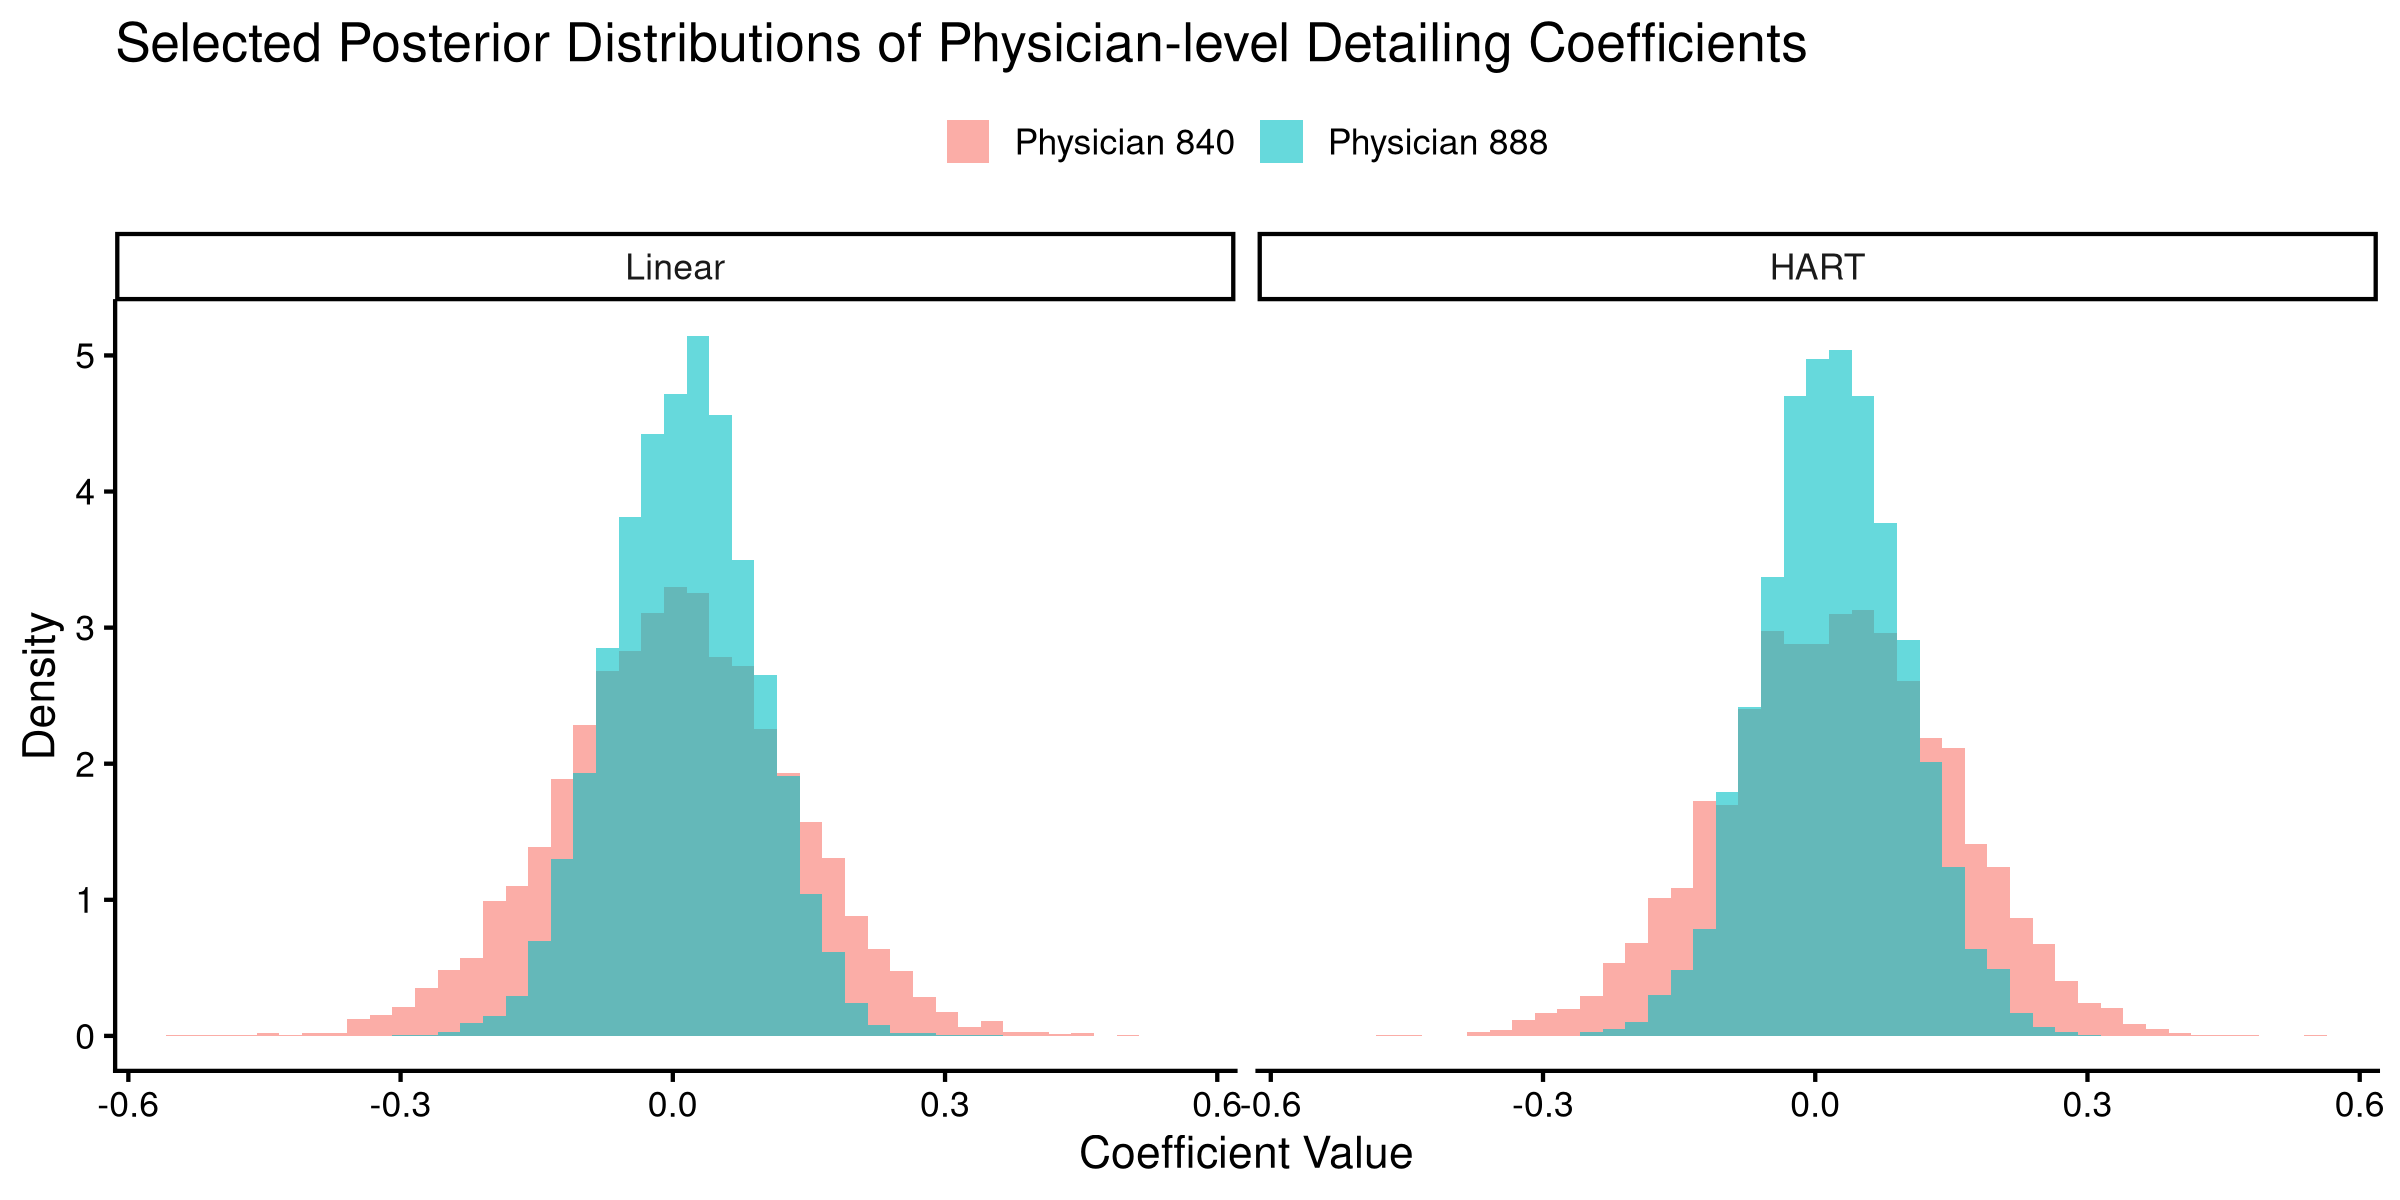 Selected Posterior Distributions of Physician-level Detailing Coefficients
Physician 840 Physician 888
Linear HART
5
4
3
2
1
0
Density
-0.6 -0.3 0.0 0.3 0.6 -0.6 -0.3 0.0 0.3 0.6
Coefficient Value